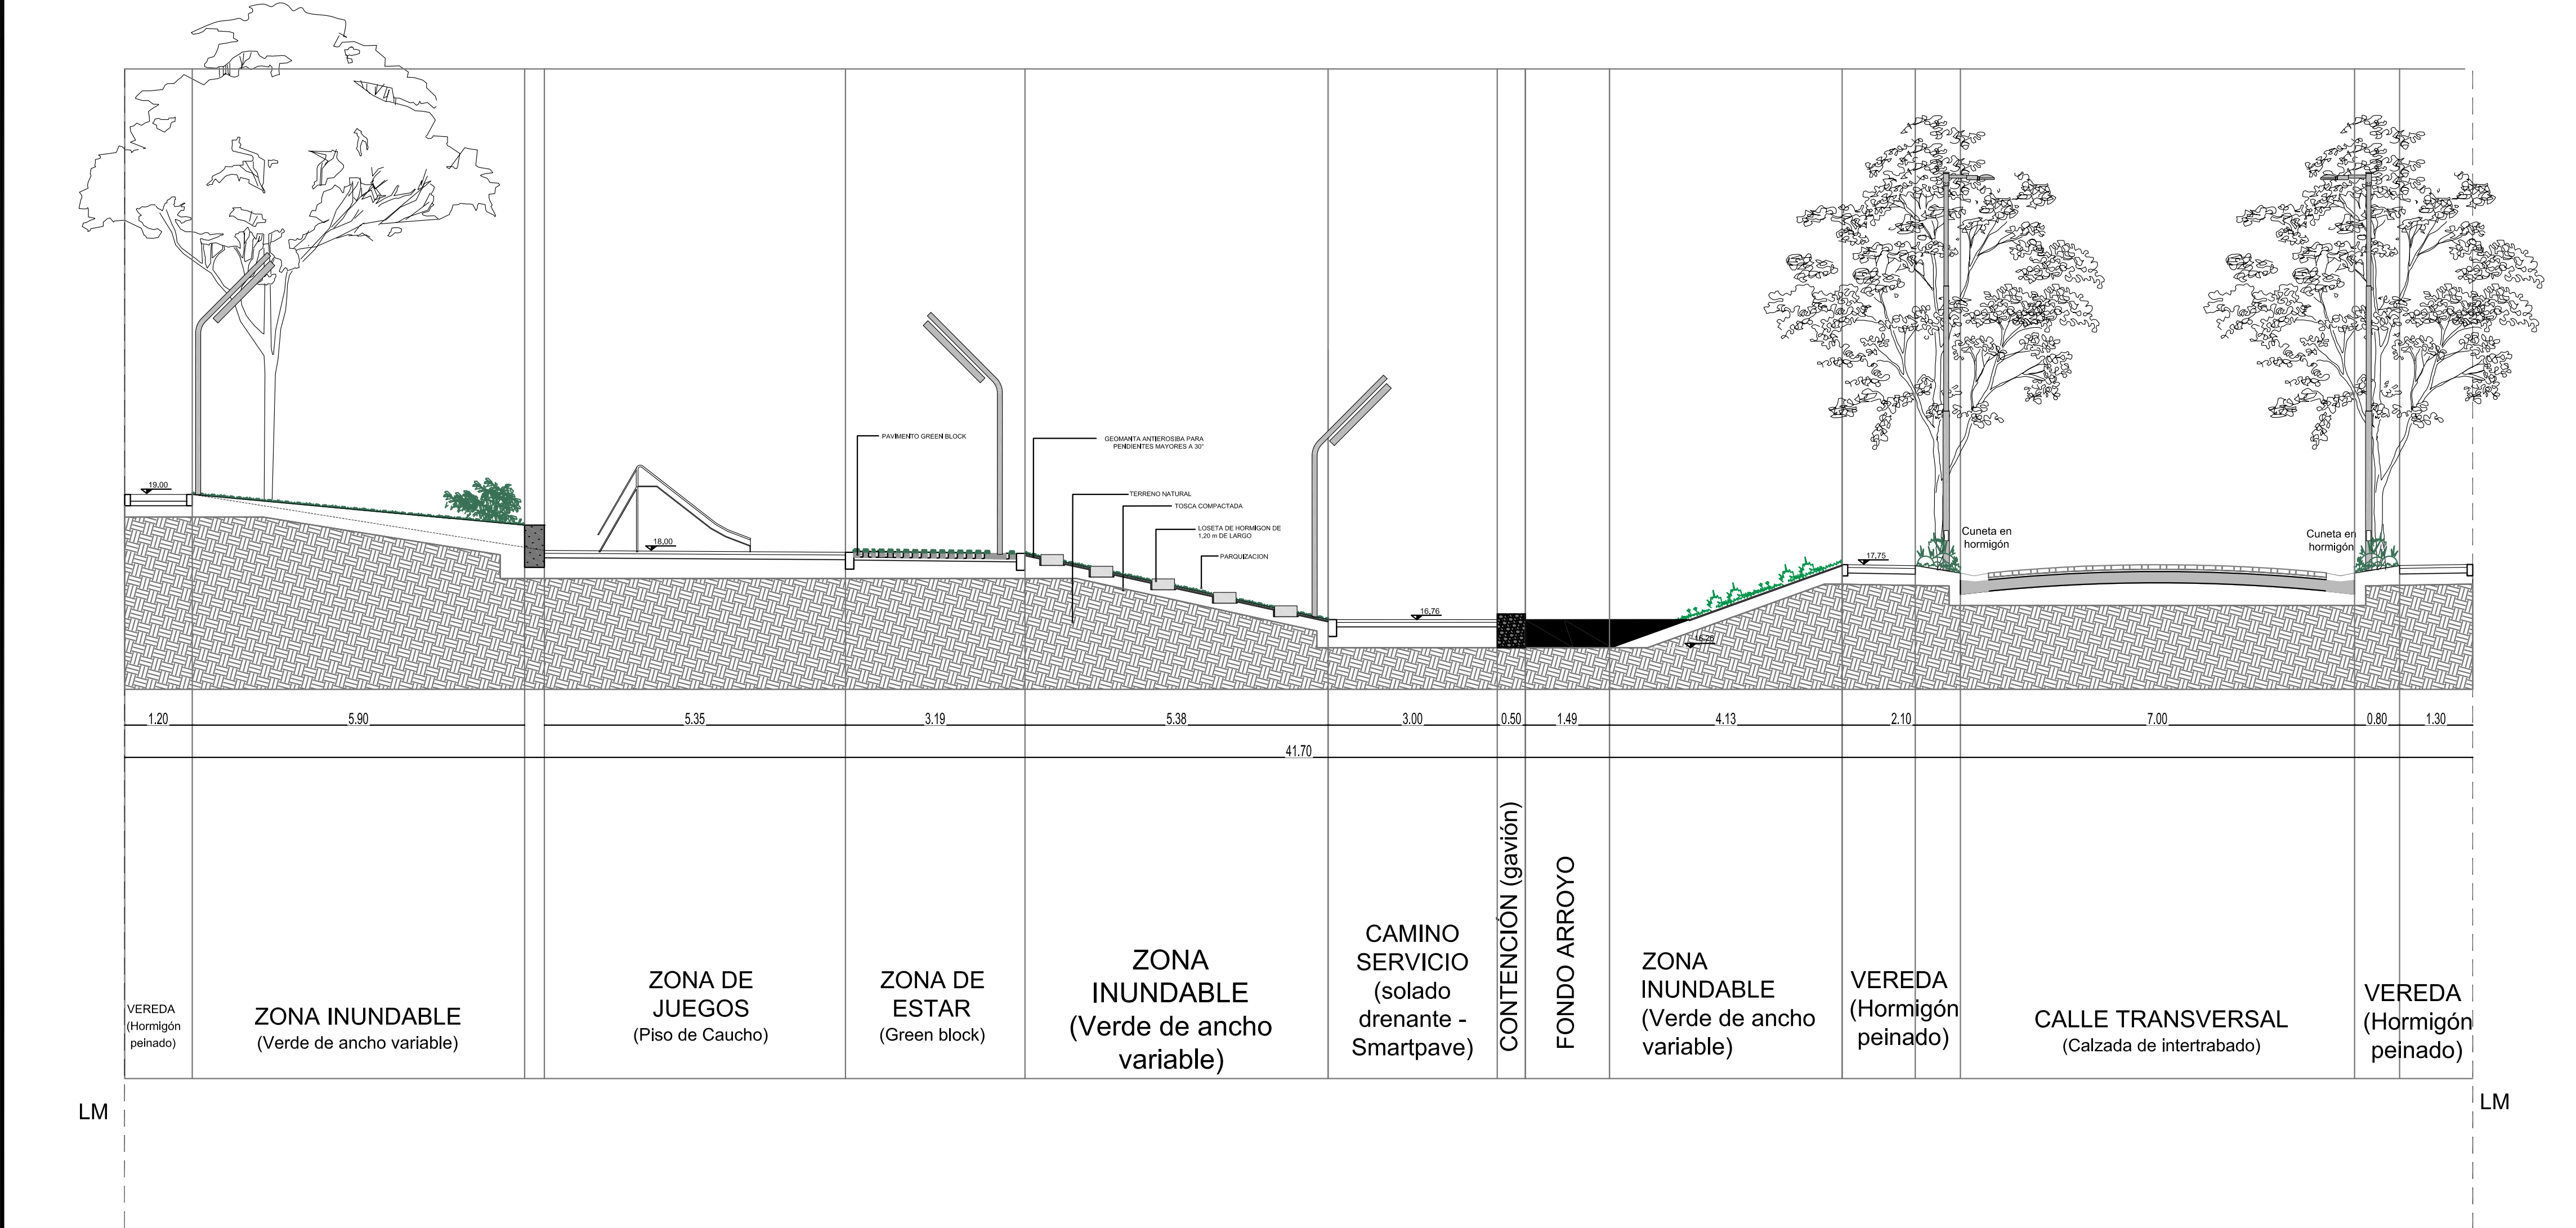 Cuneta en
hormigón
Cuneta en
hormigón
PAVIMENTO GREEN BLOCK
GEOMANTA ANTIEROSIBA PARA
PENDIENTES MAYORES A 30°
TERRENO NATURAL
TOSCA COMPACTADA
LOSETA DE HORMIGON DE
1,20 m DE LARGO
PARQUIZACION
19,00
18,00
16,76
16,26
17,75
1.20
5.90
5.35
3.19
5.38
3.00
0.50
1.49
4.13
2.10
7.00
0.80
1.30
41.70
VEREDA
(Hormigón
peinado)
ZONA INUNDABLE
(Verde de ancho variable)
ZONA DE
JUEGOS
(Piso de Caucho)
ZONA DE
ESTAR
(Green block)
ZONA
INUNDABLE
(Verde de ancho
variable)
CAMINO
SERVICIO
(solado
drenante -
Smartpave)
CONTENCIÓN (gavión)
FONDO ARROYO
ZONA
INUNDABLE
(Verde de ancho
variable)
VEREDA
(Hormigón
peinado)
CALLE TRANSVERSAL
(Calzada de intertrabado)
VEREDA
(Hormigón
peinado)
LM
LM